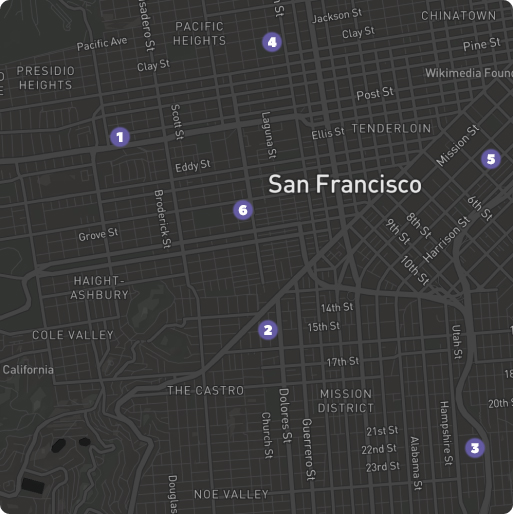 Jackson St
CHINATOWN
PACIFIC
HEIGHTS
4
Clay St
Pacific Ave
Pine St
Clay St
PRESIDIO
HEIGHTS
Post St
Scott St
Laguna St
Ellis St
TENDERLOIN
1
Mission St
5
Eddy St
San Francisco
Broderick St
6
6th St
8th St
9th St
Harrison St
Grove St
10th St
HAIGHT-
ASHBURY
14th St
15th St
2
COLE VALLEY
Utah St
17th St
California
THE CASTRO
MISSION
DISTRICT
Dolores St
Church St
Guerrero St
Hampshire St
Alabama St
21st St
22nd St
23rd St
3
Douglas
NOE VALLEY